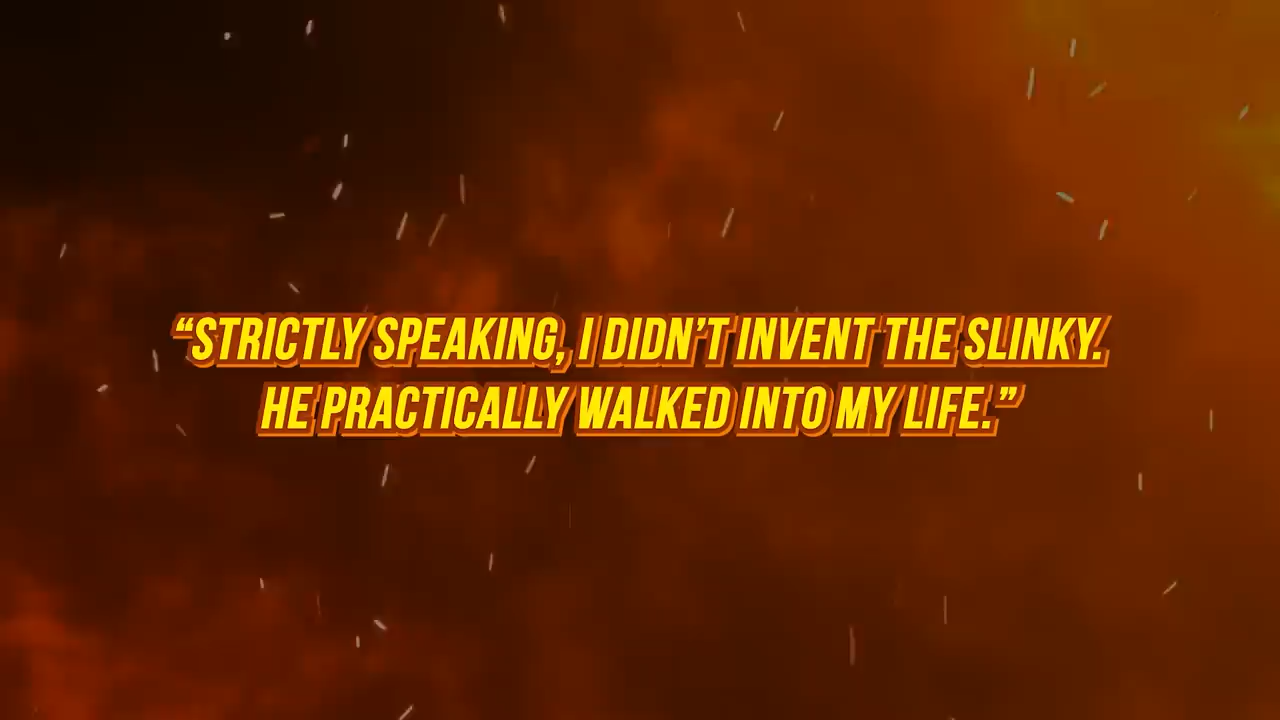 “STRICTLY SPEAKING, I DIDN’T INVENT THE SLINKY.
HE PRACTICALLY WALKED INTO MY LIFE.”